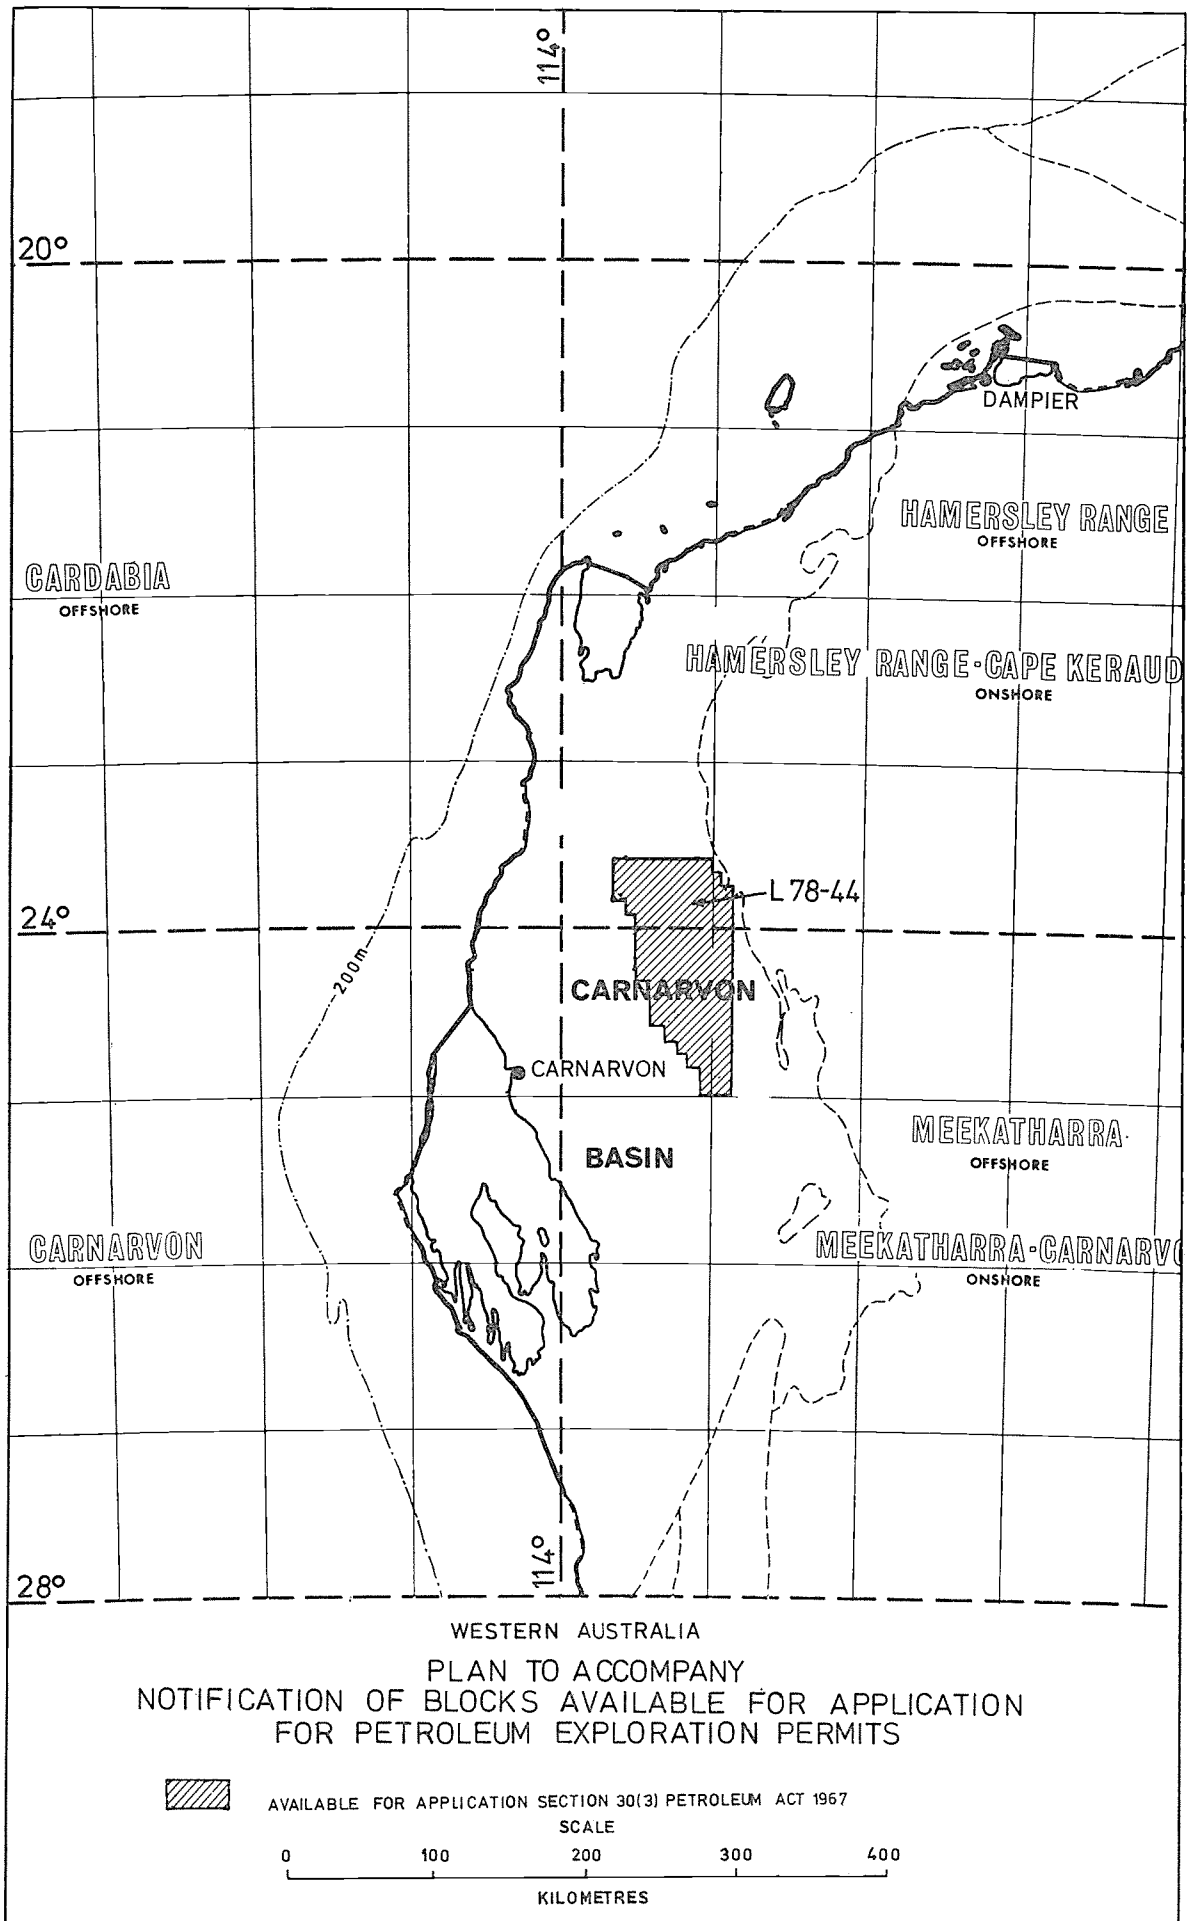 114°
20°
DAMPIER
HAMERSLEY RANGE
OFFSHORE
CARDABIA
OFFSHORE
HAMERSLEY RANGE-CAPE KERAUD
ONSHORE
L 78-44
24°
200m
CARNARVON
CARNARVON
MEEKATHARRA
OFFSHORE
BASIN
CARNARVON
OFFSHORE
MEEKATHARRA-CARNARVO
ONSHORE
114°
28°
WESTERN AUSTRALIA
PLAN TO ACCOMPANY
NOTIFICATION OF BLOCKS AVAILABLE FOR APPLICATION
FOR PETROLEUM EXPLORATION PERMITS
AVAILABLE FOR APPLICATION SECTION 30(3) PETROLEUM ACT 1967
SCALE
0 100 200 300 400
KILOMETRES